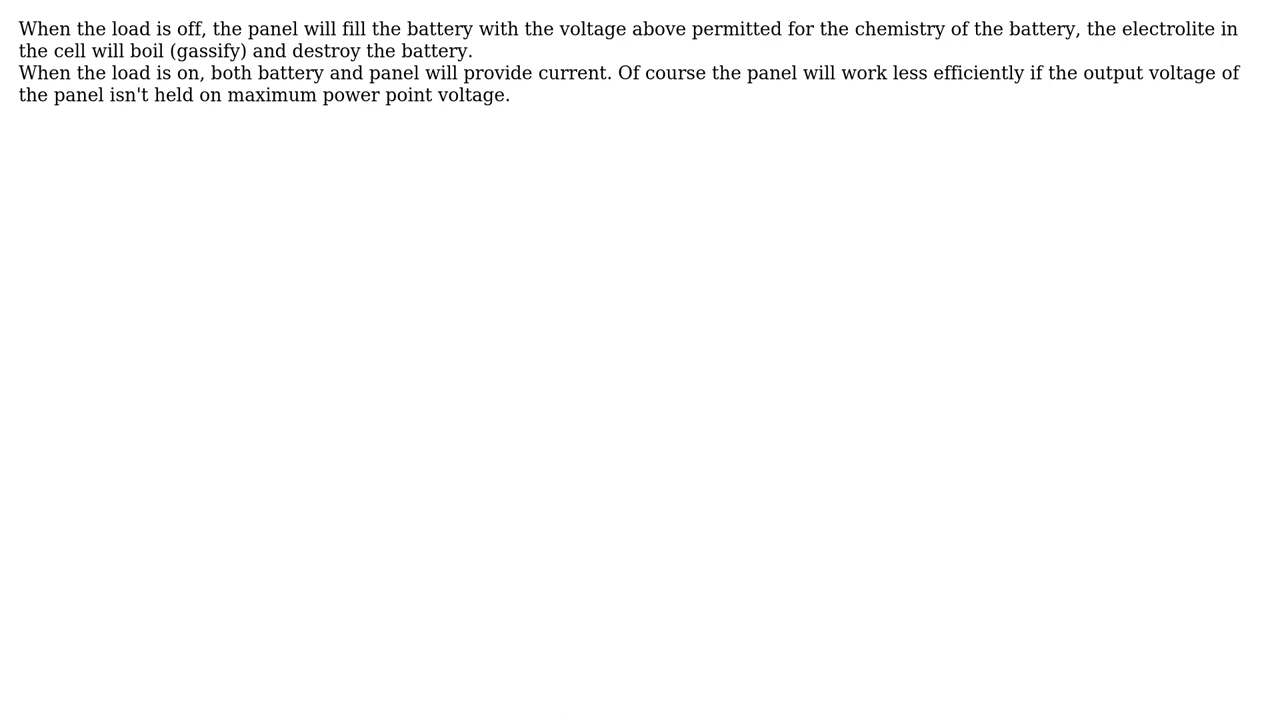 When the load is off, the panel will fill the battery with the voltage above permitted for the chemistry of the battery, the electrolite in
the cell will boil (gassify) and destroy the battery.
When the load is on, both battery and panel will provide current. Of course the panel will work less efficiently if the output voltage of
the panel isn't held on maximum power point voltage.